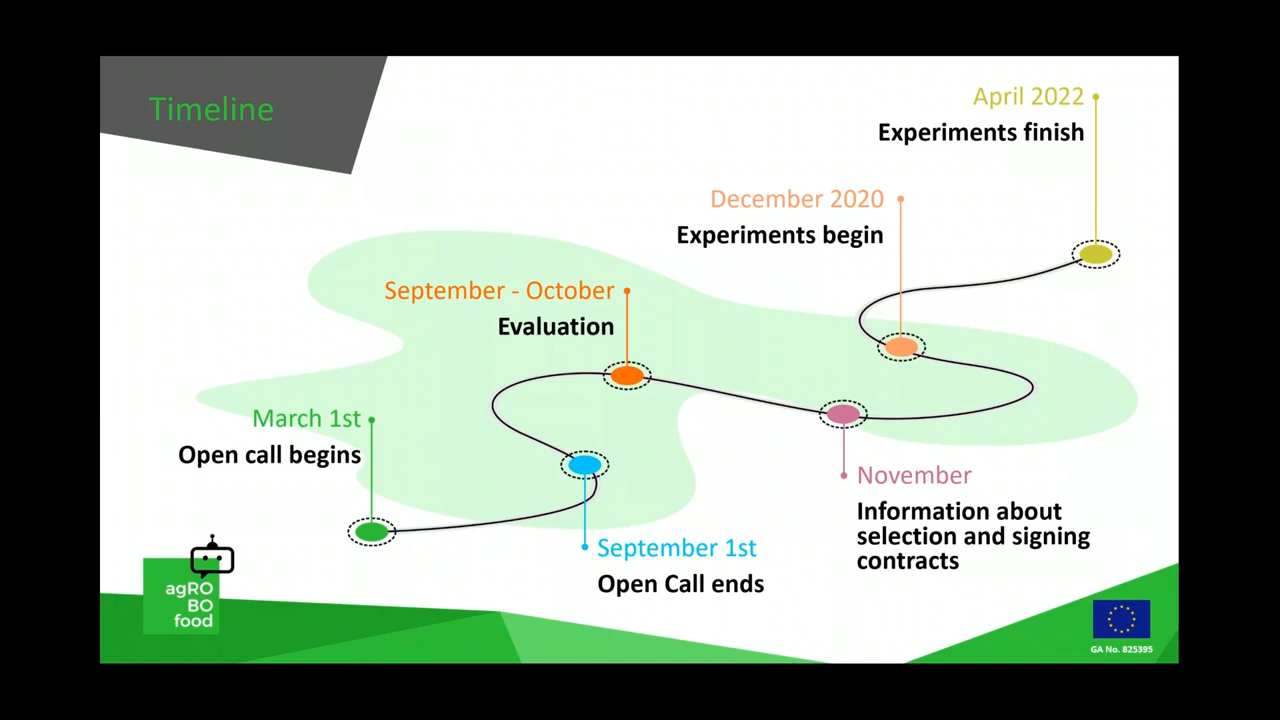 Timeline
April 2022
Experiments finish
December 2020
Experiments begin
September - October
Evaluation
March 1st
Open call begins
November
Information about
selection and signing
contracts
September 1st
Open Call ends
agRO
BO
food
GA No. 825395